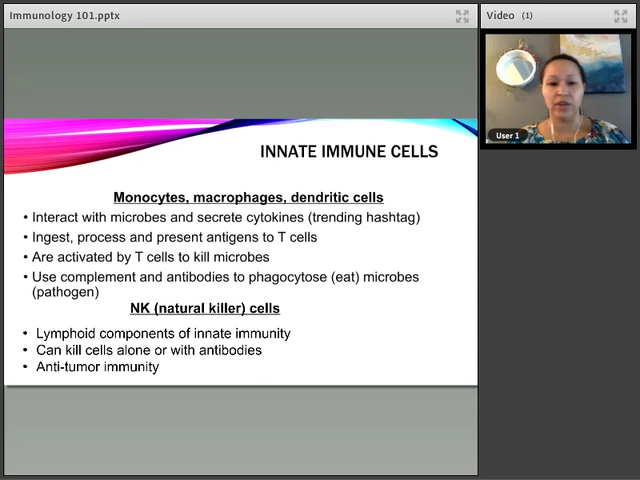 Immunology 101.pptx
Video (1)
User 1
INNATE IMMUNE CELLS
Monocytes, macrophages, dendritic cells
• Interact with microbes and secrete cytokines (trending hashtag)
• Ingest, process and present antigens to T cells
• Are activated by T cells to kill microbes
• Use complement and antibodies to phagocytose (eat) microbes
(pathogen)
NK (natural killer) cells
• Lymphoid components of innate immunity
• Can kill cells alone or with antibodies
• Anti-tumor immunity